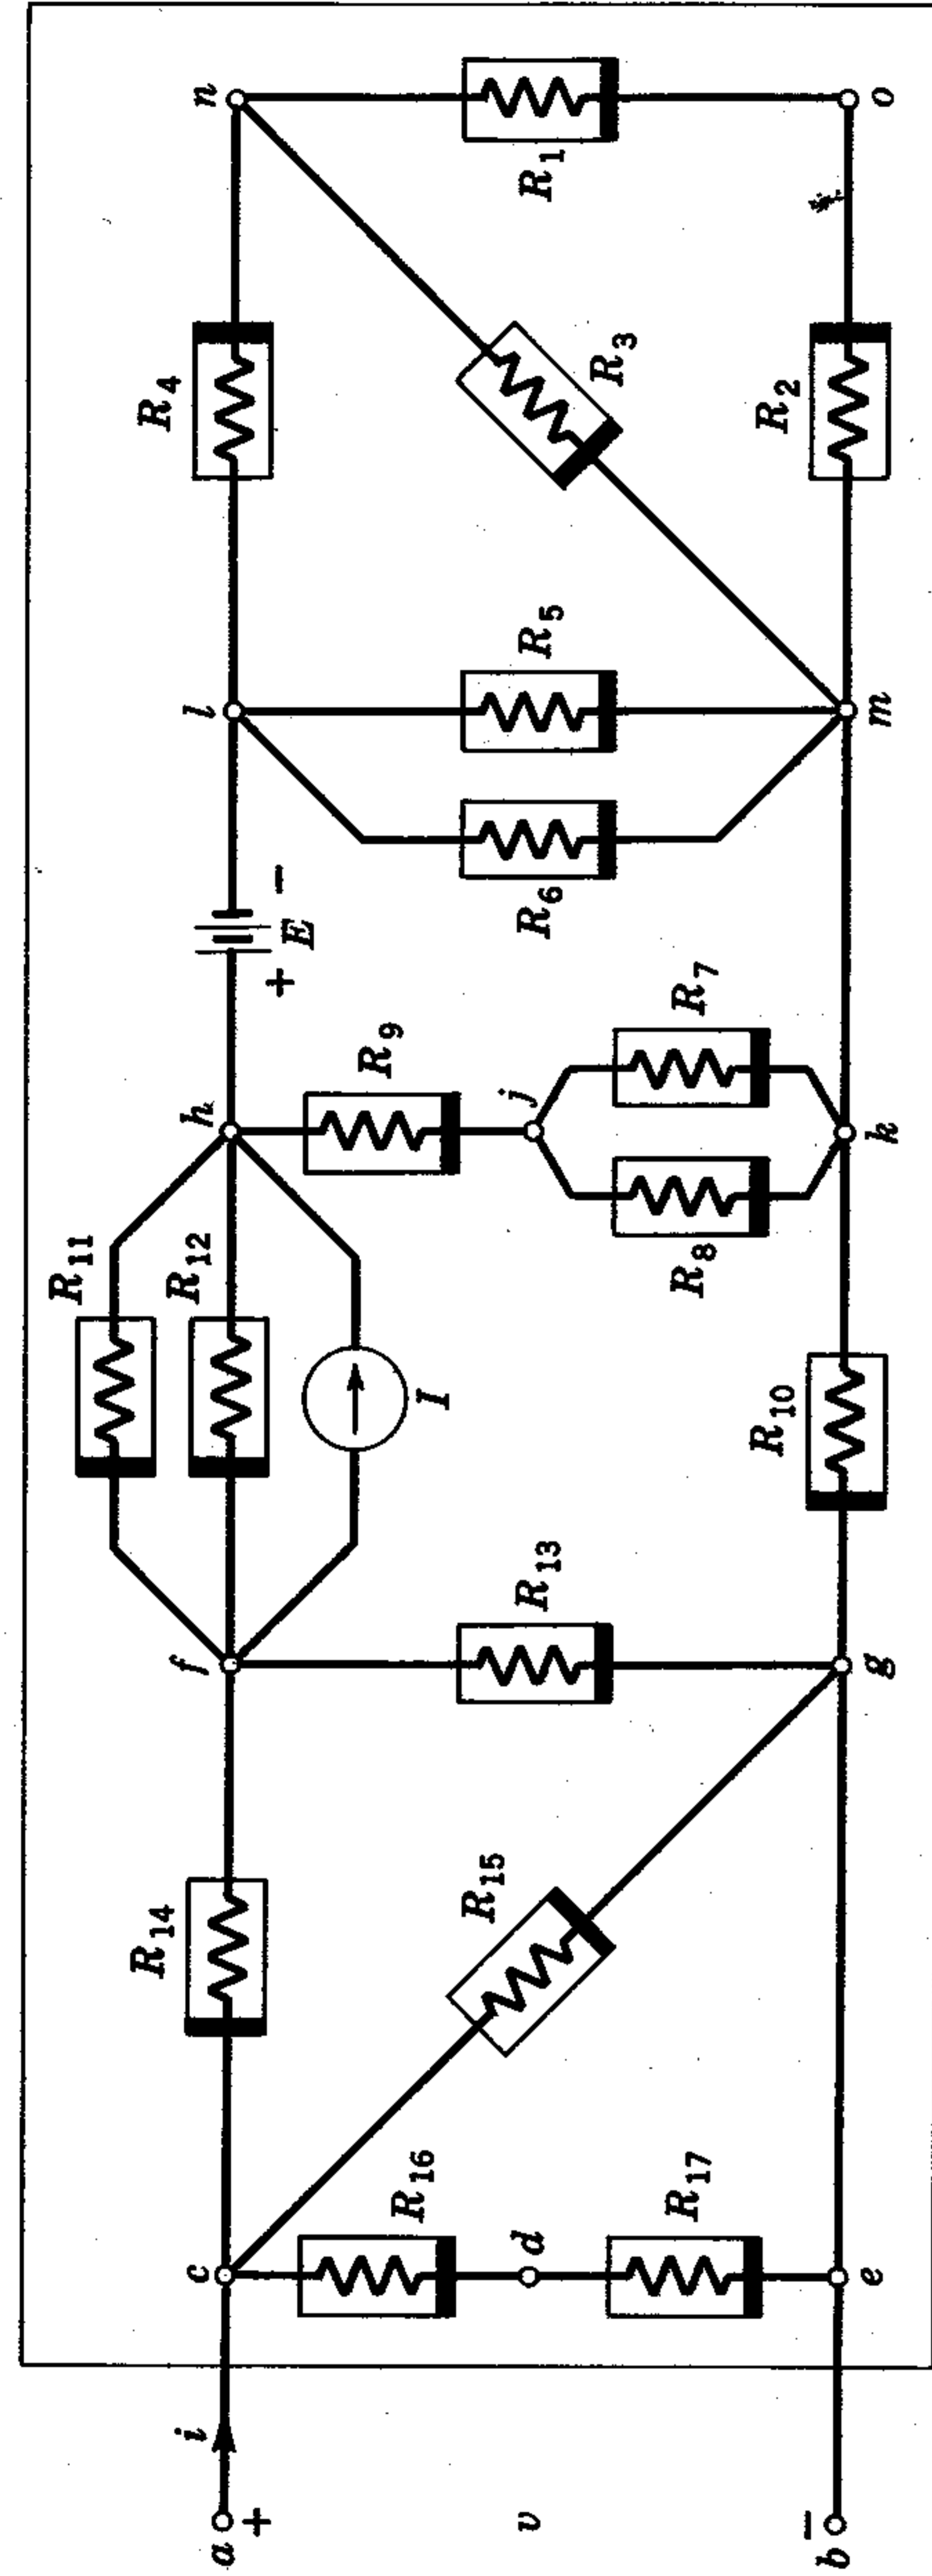 n
R₁
o
R₄
R₃
R₂
l
R₅
R₆
m
+ E −
h
R₉
j
R₇
R₈
k
R₁₁
R₁₂
I
R₁₀
f
R₁₃
g
R₁₄
R₁₅
c
R₁₆
d
R₁₇
e
i
a
+
v
b
−